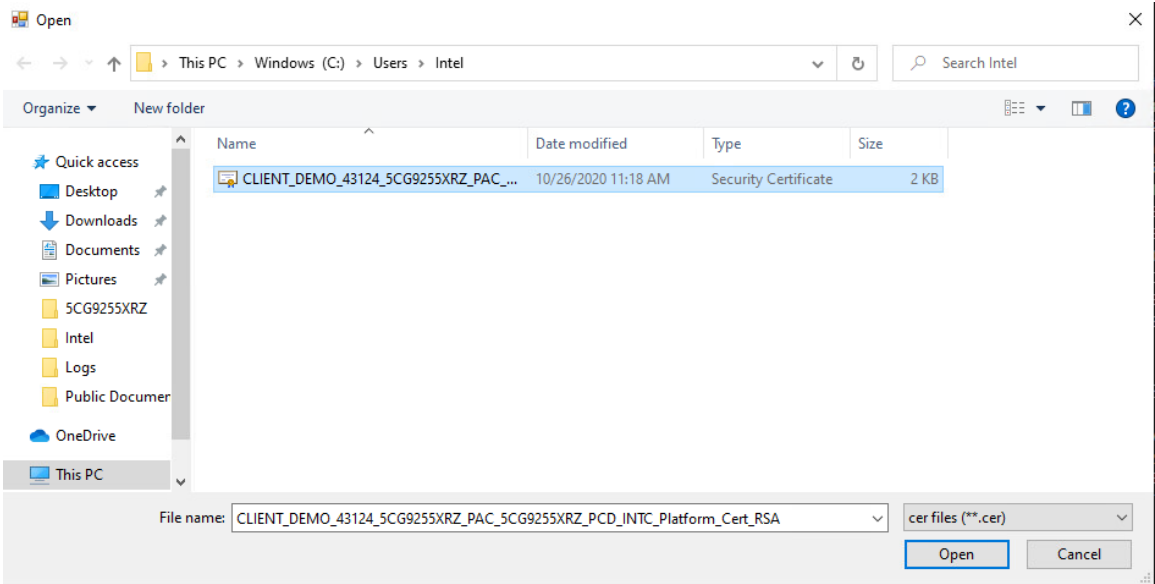 Open
This PC > Windows (C:) > Users > Intel
Search Intel
Organize
New folder
Name
Date modified
Type
Size
CLIENT_DEMO_43124_5CG9255XRZ_PAC_... 10/26/2020 11:18 AM Security Certificate 2 KB
Quick access
Desktop
Downloads
Documents
Pictures
5CG9255XRZ
Intel
Logs
Public Documer
OneDrive
This PC
File name: CLIENT_DEMO_43124_5CG9255XRZ_PAC_5CG9255XRZ_PCD_INTC_Platform_Cert_RSA
cer files (**.cer)
Open
Cancel